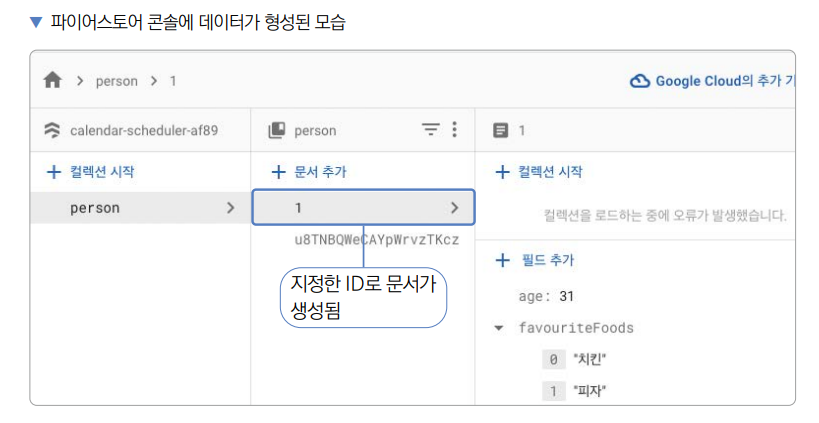 ▼ 파이어스토어 콘솔에 데이터가 형성된 모습
person > 1
Google Cloud의 추가 기
calendar-scheduler-af89
person
1
+ 컬렉션 시작
+ 문서 추가
+ 컬렉션 시작
person
1
컬렉션을 로드하는 중에 오류가 발생했습니다.
u8TNBQWeCAYpWrvzTKcz
+ 필드 추가
지정한 ID로 문서가
생성됨
age: 31
favouriteFoods
0 "치킨"
1 "피자"